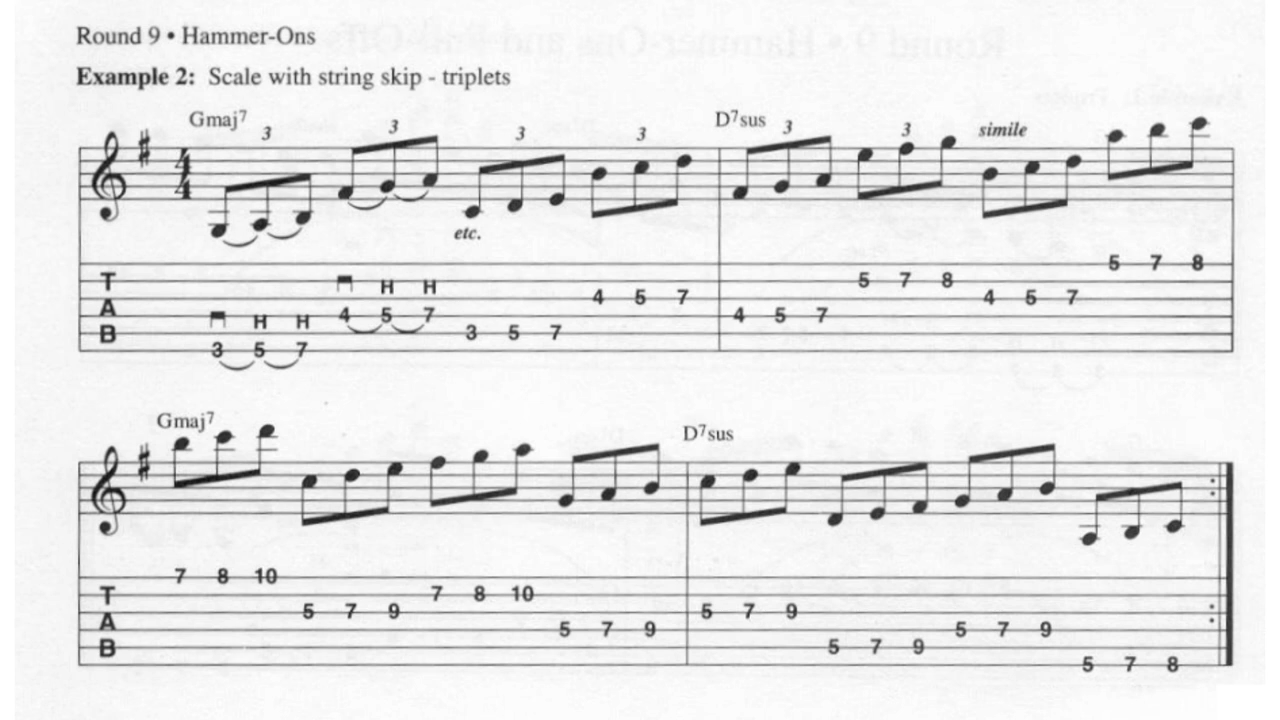 Round 9 • Hammer-Ons
Example 2: Scale with string skip - triplets
Gmaj7 D7sus
3 3 3 3 3 3 simile
4
4
etc.
5 7 8
T H H 5 7 8
4 5 7 4 5 7
A H H 4 5 7 4 5 7
B 3 5 7
3 5 7
Gmaj7 D7sus
7 8 10
T 7 8 10
A 5 7 9 5 7 9
5 7 9 5 7 9
B 5 7 9
5 7 8